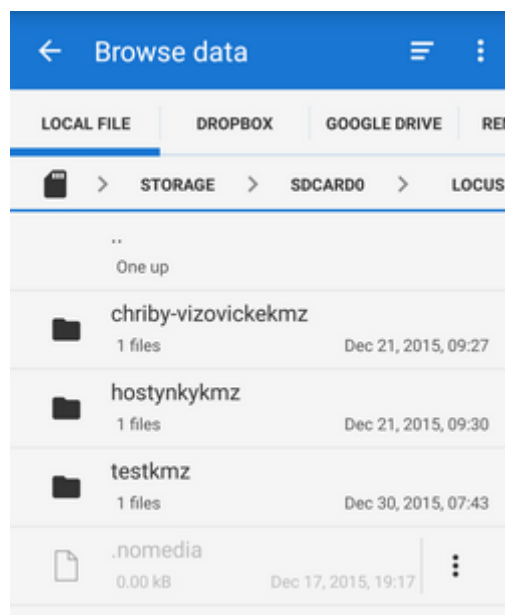 Browse data
LOCAL FILE DROPBOX GOOGLE DRIVE
STORAGE > SDCARD0 > LOCUS
..
One up
chriby-vizovickekmz
1 files Dec 21, 2015, 09:27
hostynkykmz
1 files Dec 21, 2015, 09:30
testkmz
1 files Dec 30, 2015, 07:43
.nomedia
0.00 kB Dec 17, 2015, 19:17